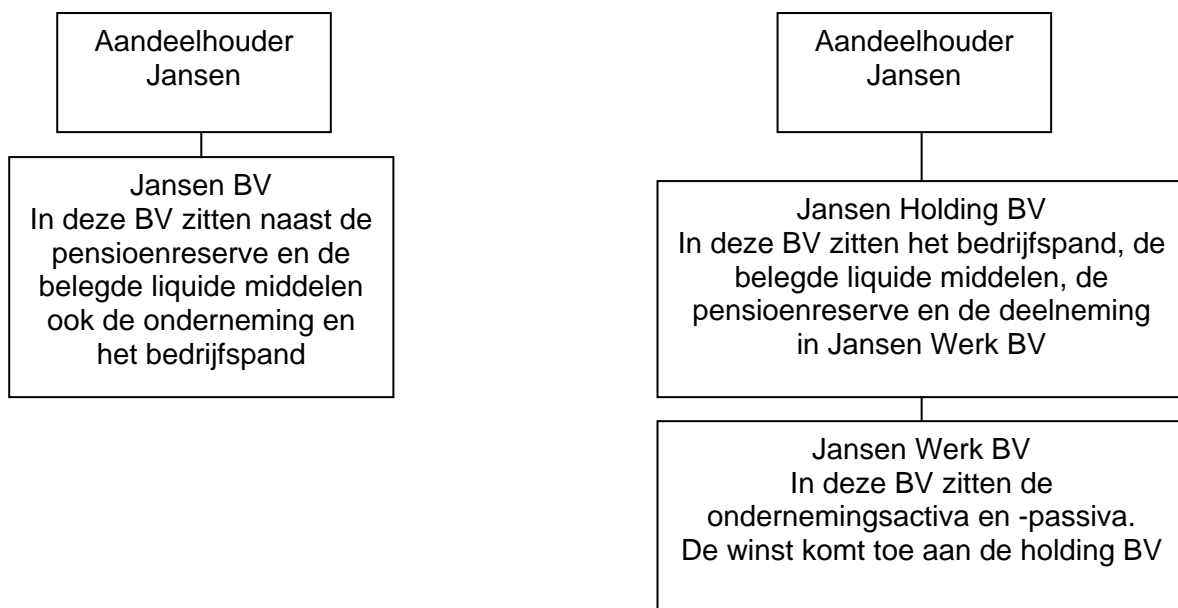 Aandeelhouder
Jansen
Jansen BV
In deze BV zitten naast de
pensioenreserve en de
belegde liquide middelen
ook de onderneming en
het bedrijfspand
Aandeelhouder
Jansen
Jansen Holding BV
In deze BV zitten het bedrijfspand, de
belegde liquide middelen, de
pensioenreserve en de deelneming
in Jansen Werk BV
Jansen Werk BV
In deze BV zitten de
ondernemingsactiva en -passiva.
De winst komt toe aan de holding BV